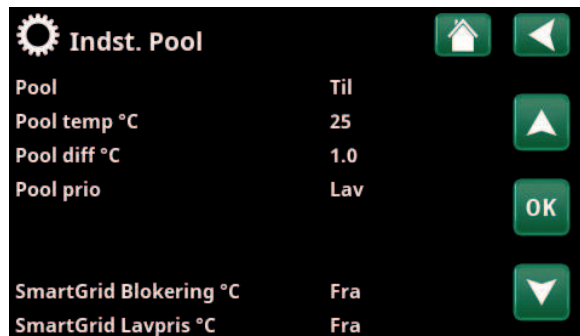 Indst. Pool
Pool Til
Pool temp °C 25
Pool diff °C 1.0
Pool prio Lav
OK
SmartGrid Blokering °C Fra
SmartGrid Lavpris °C Fra